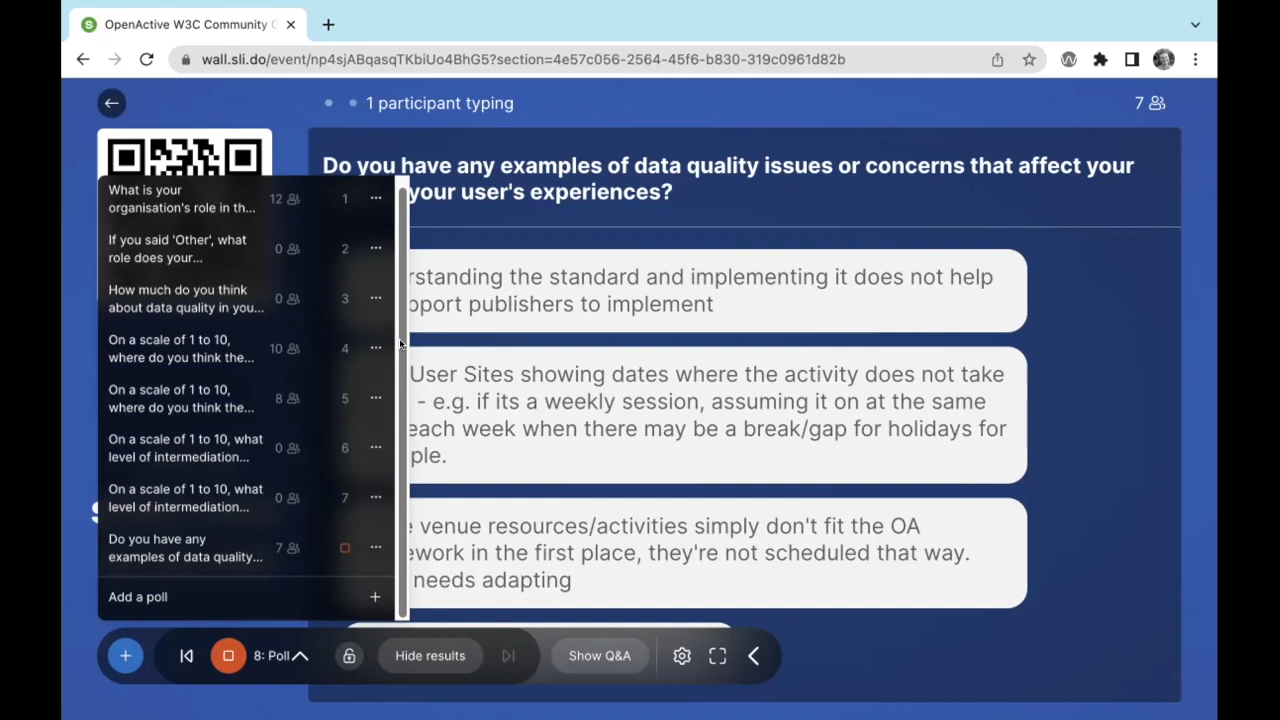 OpenActive W3C Community
wall.sli.do/event/np4sjABqasqTKbiUo4BhG5?section=4e57c056-2564-45f6-b830-319c0961d82b
1 participant typing
7
Do you have any examples of data quality issues or concerns that affect your
your user's experiences?
What is your
organisation's role in th...
12
1
If you said 'Other', what
role does your...
0
2
How much do you think
about data quality in you...
0
3
On a scale of 1 to 10,
where do you think the...
10
4
On a scale of 1 to 10,
where do you think the...
8
5
On a scale of 1 to 10, what
level of intermediation...
0
6
On a scale of 1 to 10, what
level of intermediation...
0
7
Do you have any
examples of data quality...
7
Add a poll
rstanding the standard and implementing it does not help
pport publishers to implement
User Sites showing dates where the activity does not take
- e.g. if its a weekly session, assuming it on at the same
each week when there may be a break/gap for holidays for
ple.
venue resources/activities simply don't fit the OA
ework in the first place, they're not scheduled that way.
needs adapting
8: Poll
Hide results
Show Q&A